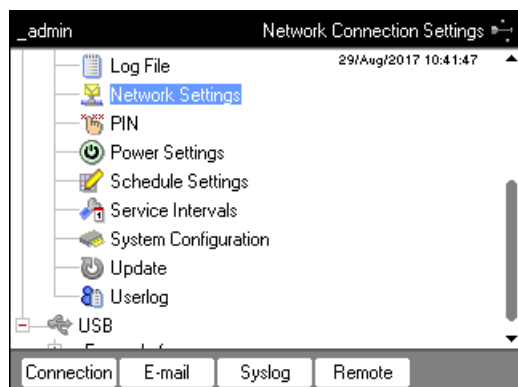 _admin Network Connection Settings
29/Aug/2017 10:41:47
Log File
Network Settings
PIN
Power Settings
Schedule Settings
Service Intervals
System Configuration
Update
Userlog
USB
Connection E-mail Syslog Remote